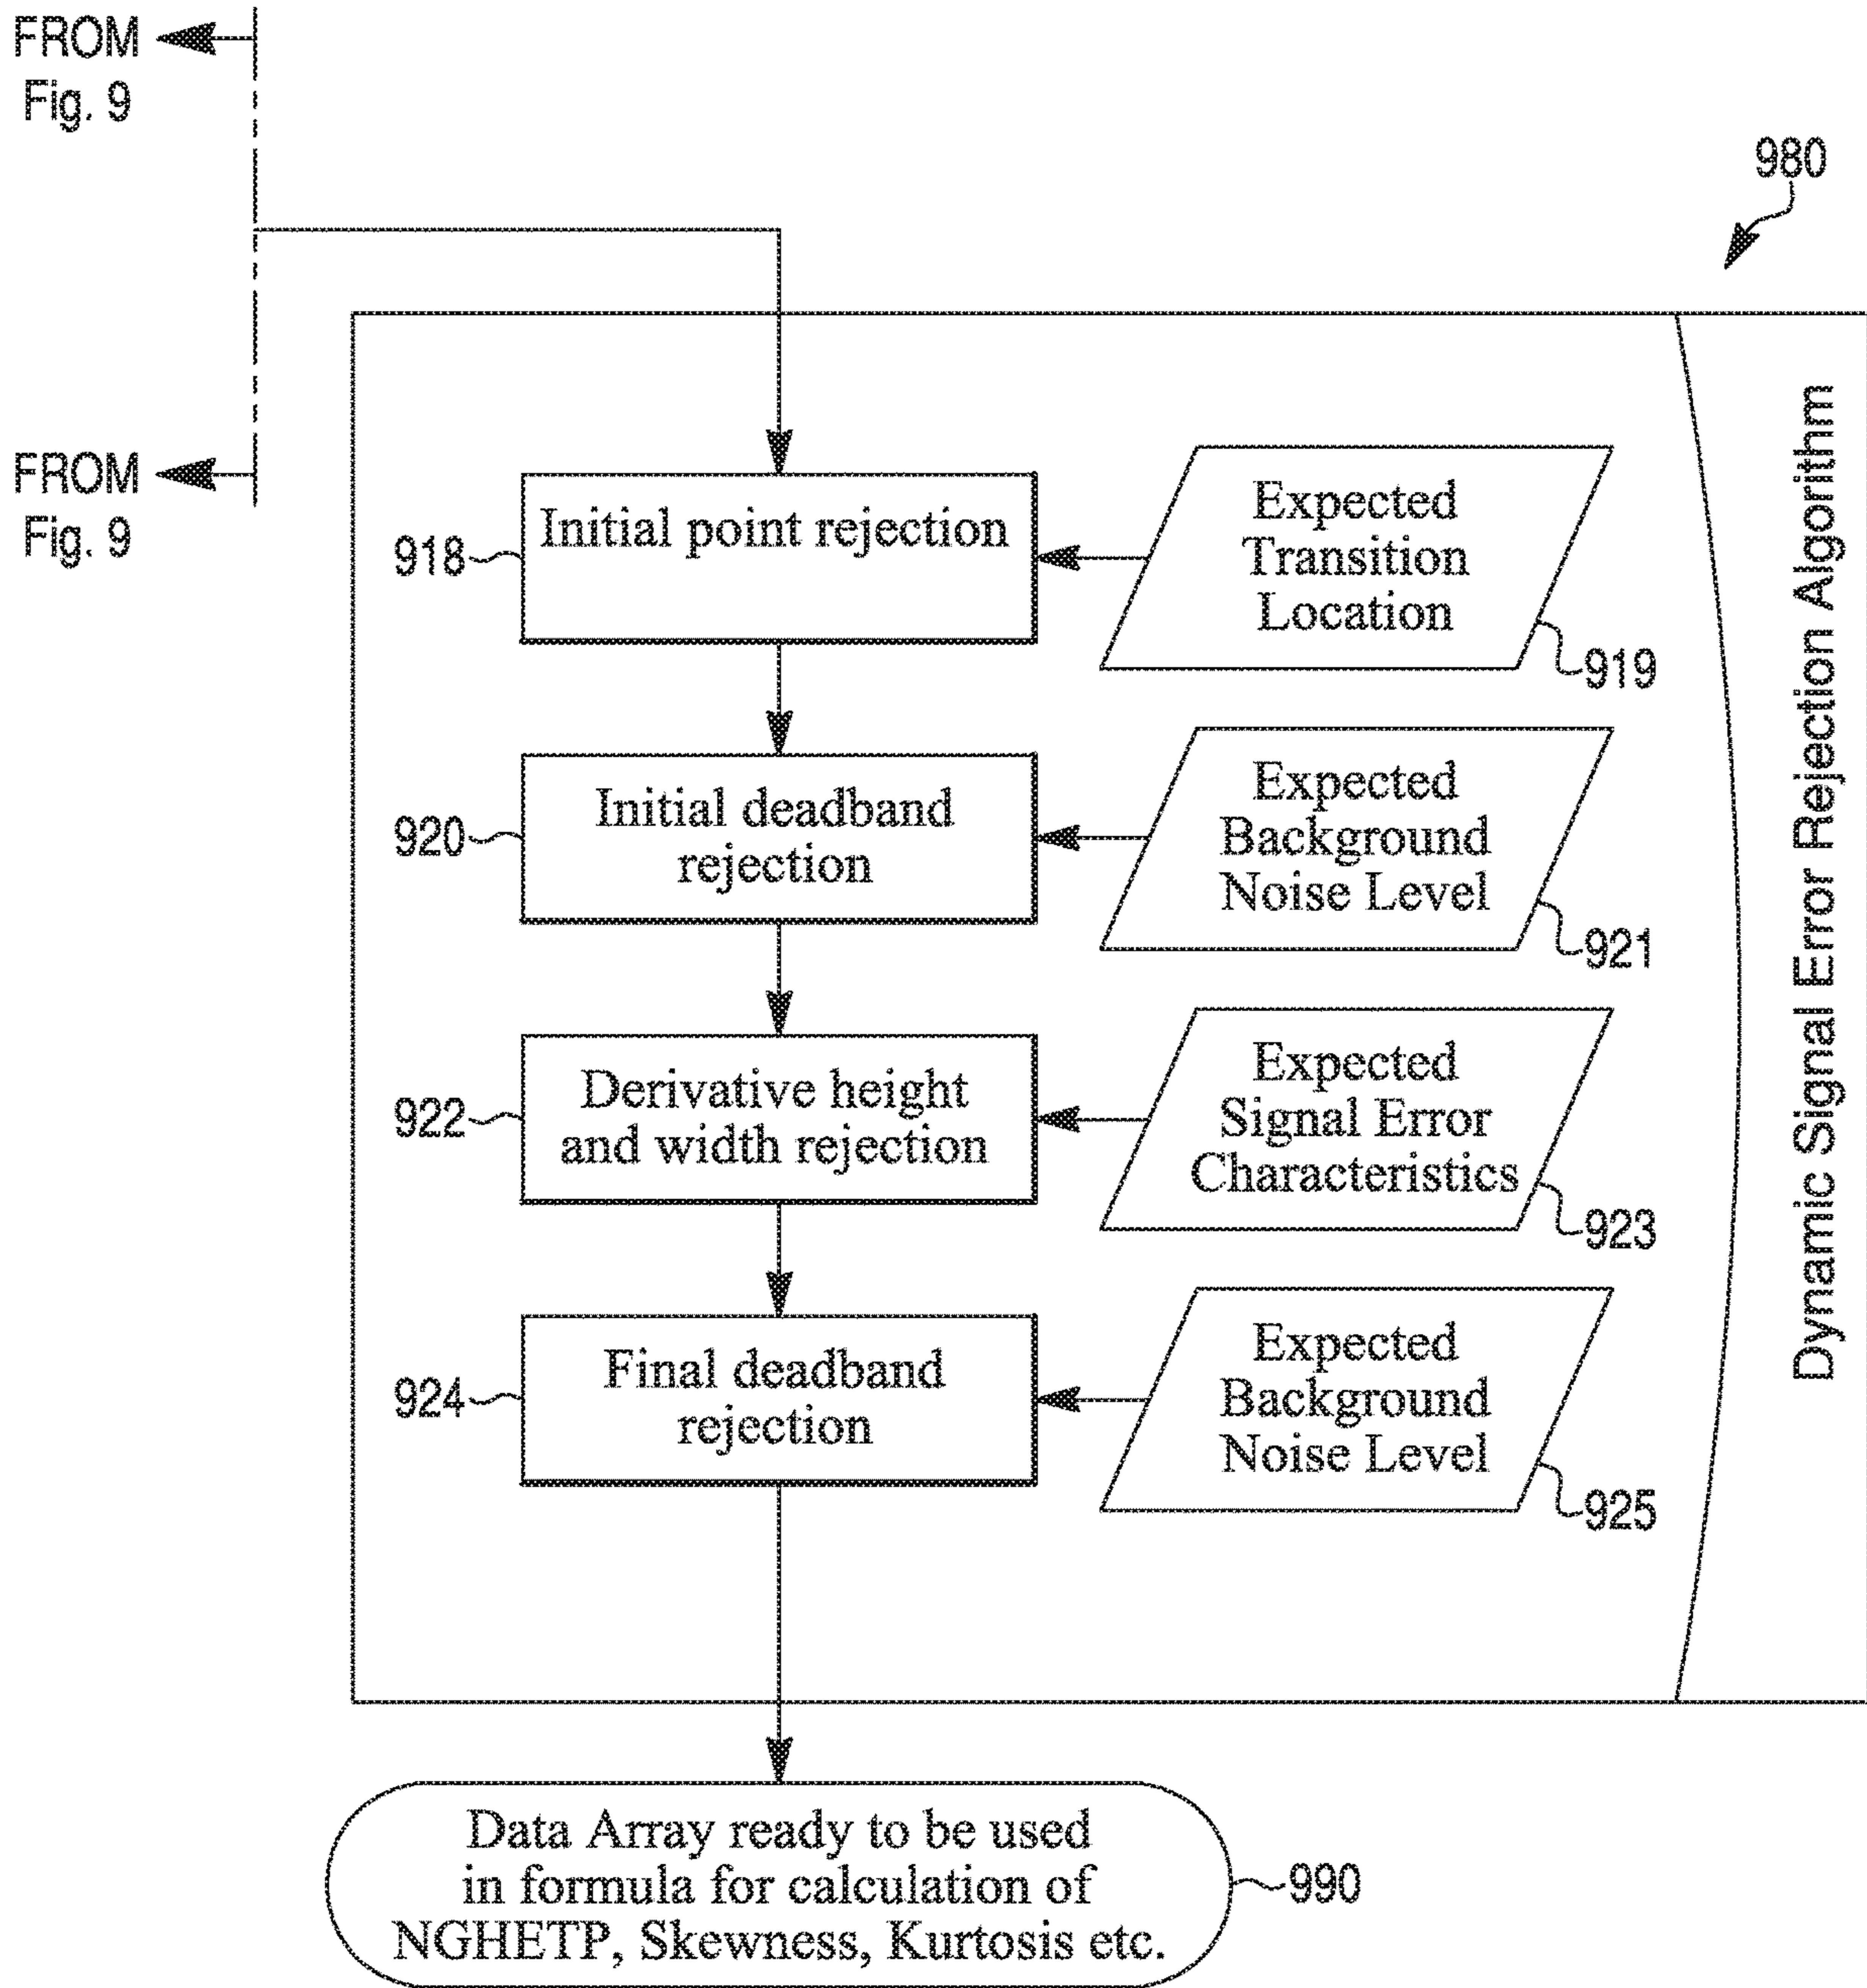 FROM
Fig. 9
980
FROM
Fig. 9
918
Initial point rejection
Expected
Transition
Location
919
920
Initial deadband
rejection
Expected
Background
Noise Level
921
922
Derivative height
and width rejection
Expected
Signal Error
Characteristics
923
924
Final deadband
rejection
Expected
Background
Noise Level
925
Dynamic Signal Error Rejection Algorithm
Data Array ready to be used
in formula for calculation of
NGHETP, Skewness, Kurtosis etc.
990